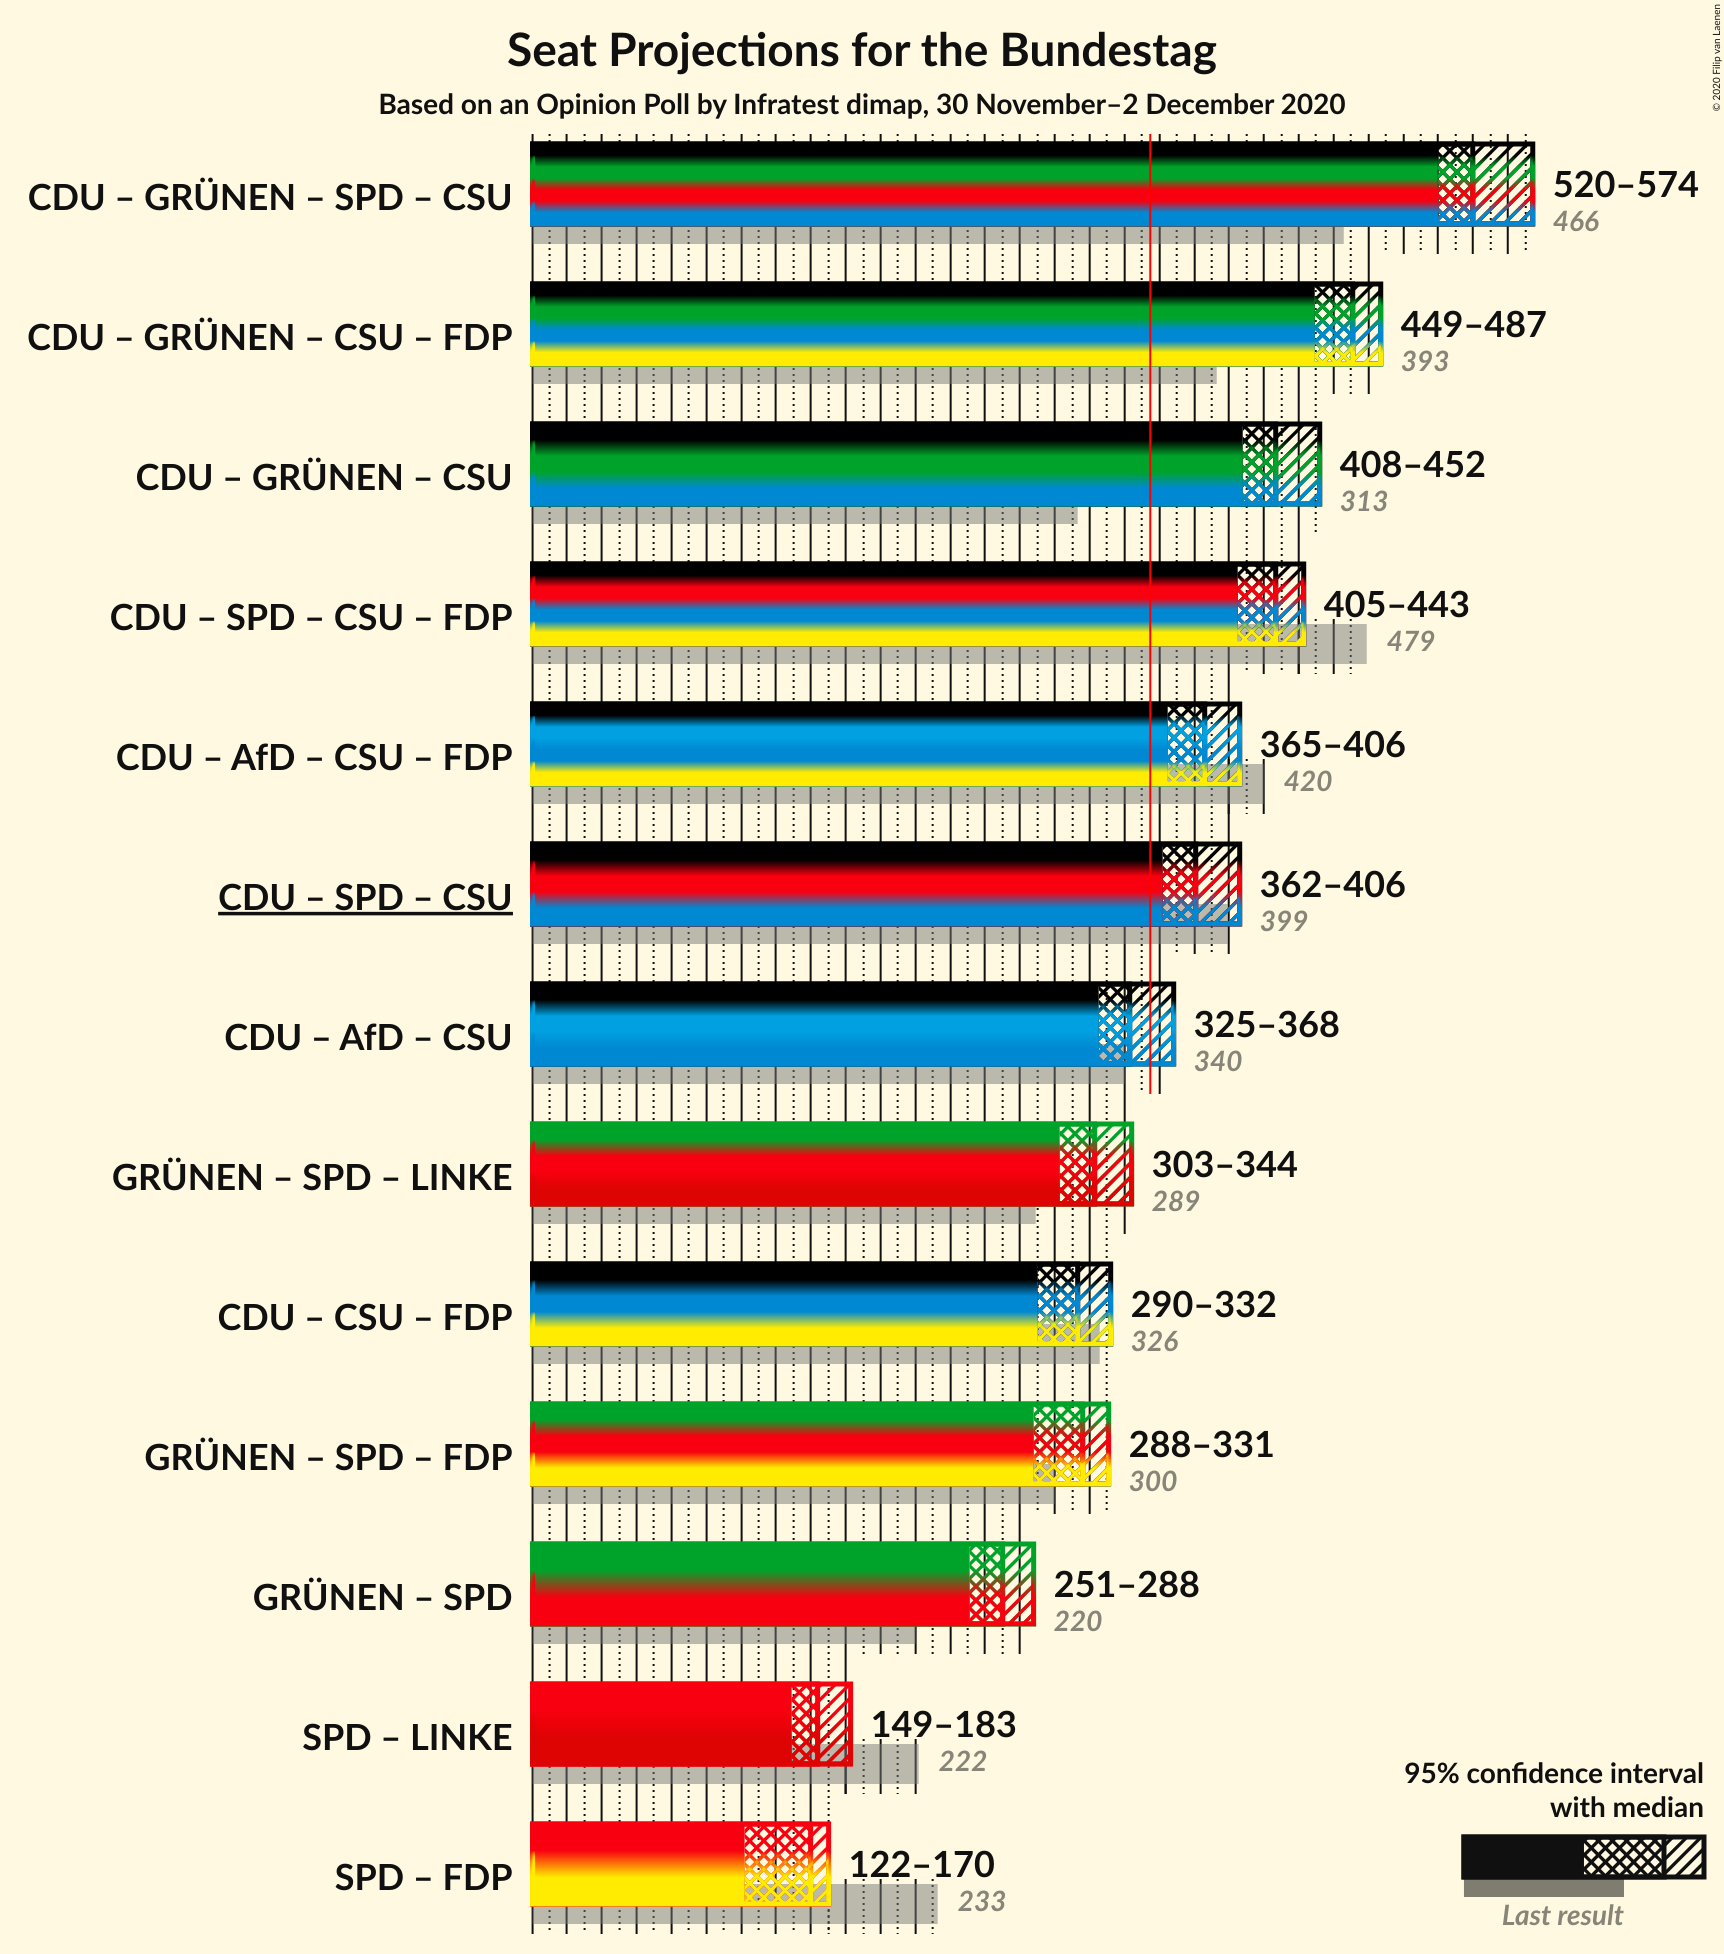 Seat Projections for the Bundestag
Based on an Opinion Poll by Infratest dimap, 30 November–2 December 2020
© 2020 Filip van Laenen
CDU – GRÜNEN – SPD – CSU
520–574
466
CDU – GRÜNEN – CSU – FDP
449–487
393
CDU – GRÜNEN – CSU
408–452
313
CDU – SPD – CSU – FDP
405–443
479
CDU – AfD – CSU – FDP
365–406
420
CDU – SPD – CSU
362–406
399
CDU – AfD – CSU
325–368
340
GRÜNEN – SPD – LINKE
303–344
289
CDU – CSU – FDP
290–332
326
GRÜNEN – SPD – FDP
288–331
300
GRÜNEN – SPD
251–288
220
SPD – LINKE
149–183
222
SPD – FDP
122–170
233
95% confidence interval
with median
Last result